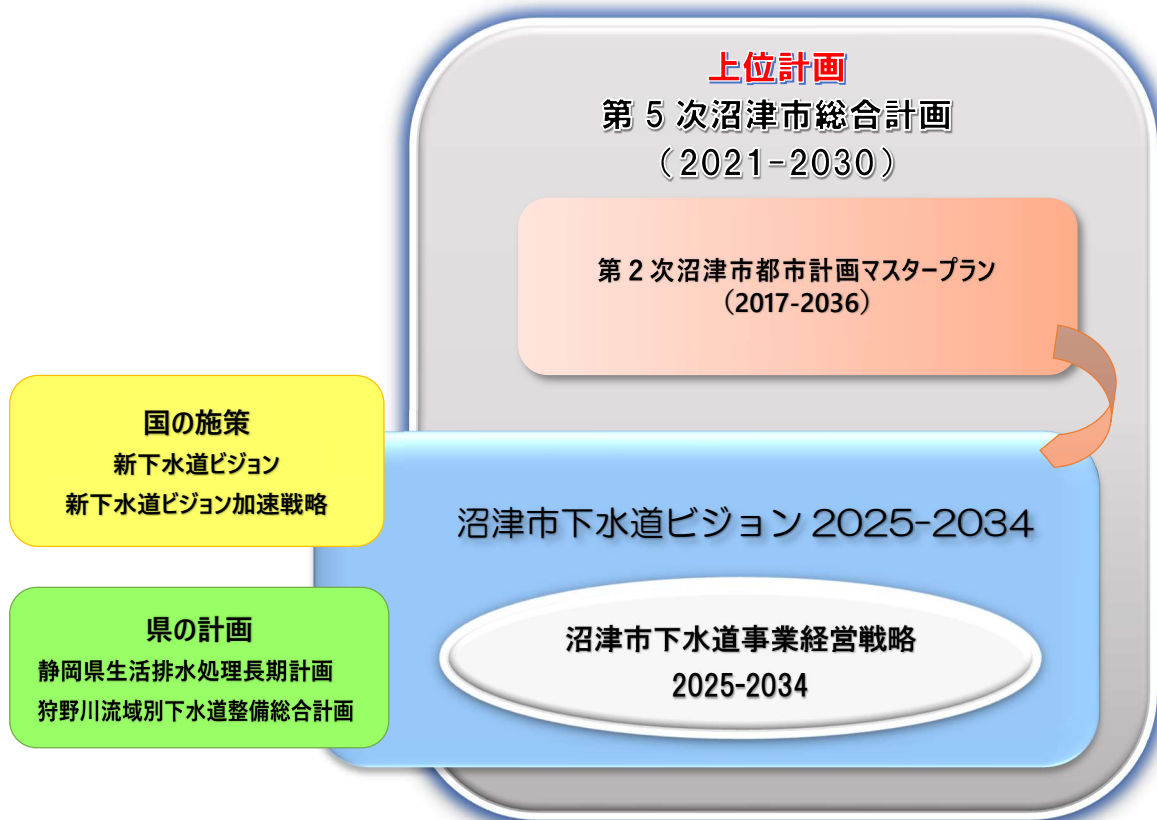 上位計画
第5次沼津市総合計画
（2021-2030）
第2次沼津市都市計画マスタープラン
（2017-2036）
国の施策
新下水道ビジョン
新下水道ビジョン加速戦略
沼津市下水道ビジョン2025-2034
県の計画
静岡県生活排水処理長期計画
狩野川流域別下水道整備総合計画
沼津市下水道事業経営戦略
2025-2034